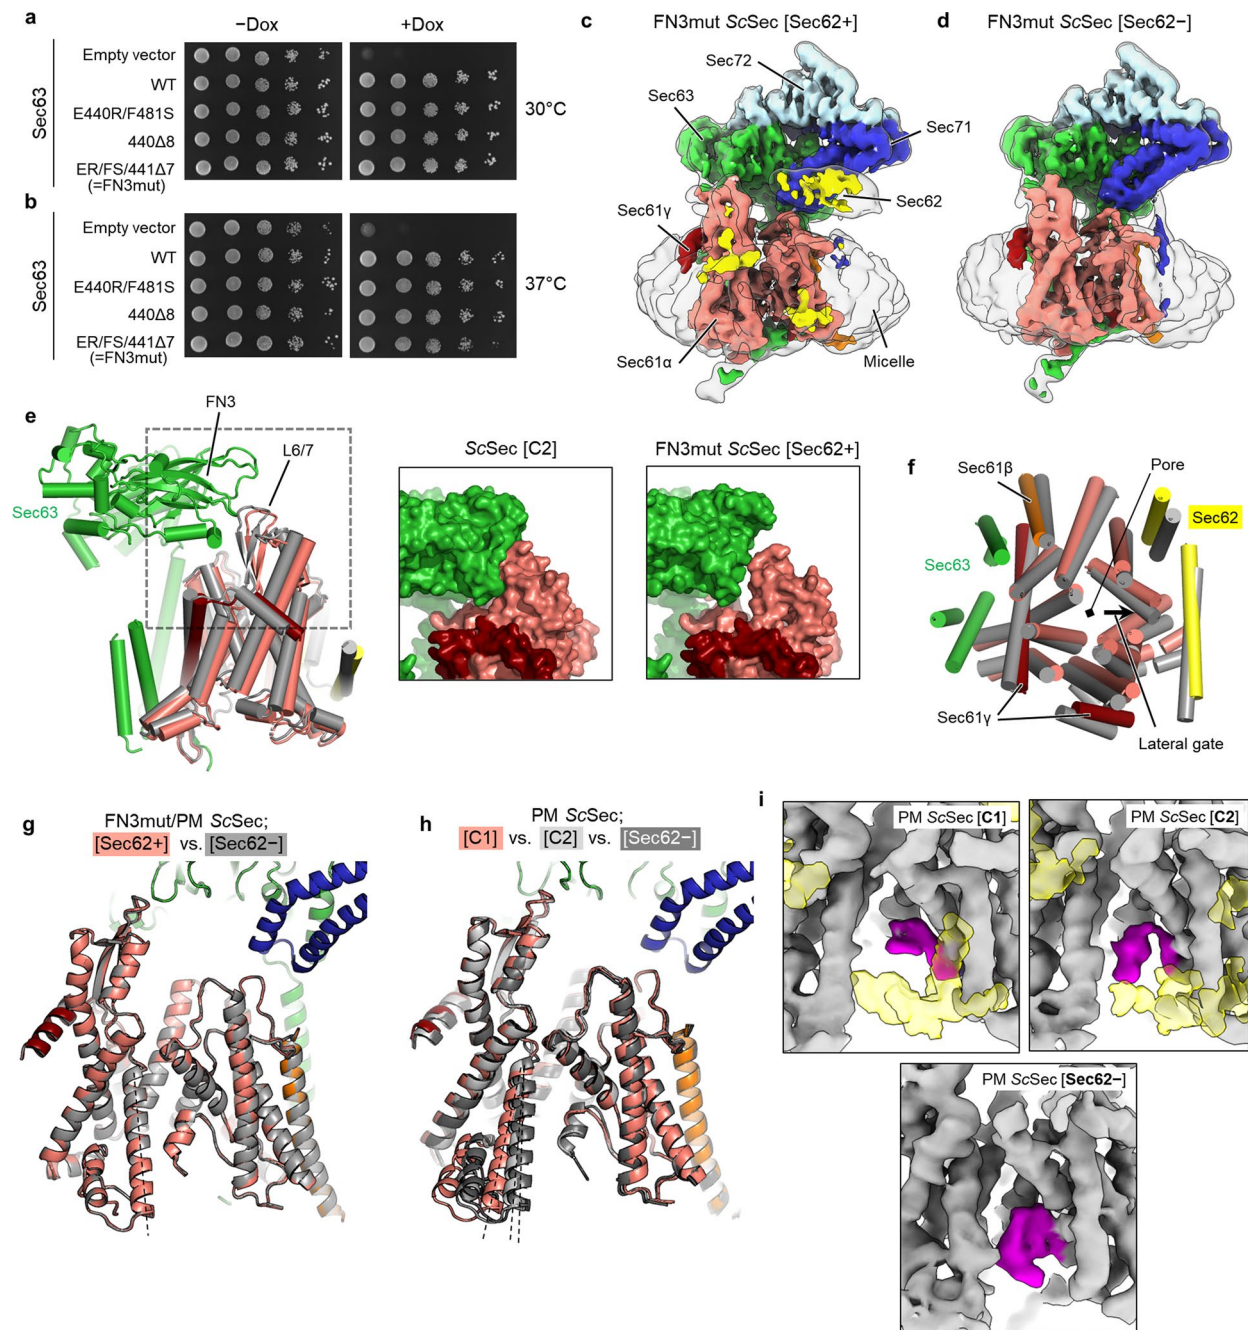 a
−Dox
+Dox
Sec63
Empty vector
WT
E440R/F481S
440Δ8
ER/FS/441Δ7
(=FN3mut)
30°C
b
Sec63
Empty vector
WT
E440R/F481S
440Δ8
ER/FS/441Δ7
(=FN3mut)
37°C
c
FN3mut ScSec [Sec62+]
Sec72
Sec63
Sec71
Sec62
Sec61γ
Sec61α
Micelle
d
FN3mut ScSec [Sec62−]
e
FN3
L6/7
Sec63
ScSec [C2]
FN3mut ScSec [Sec62+]
f
Sec61β
Pore
Sec62
Sec63
Sec61γ
Lateral gate
g
FN3mut/PM ScSec;
[Sec62+] vs. [Sec62−]
h
PM ScSec;
[C1] vs. [C2] vs. [Sec62−]
i
PM ScSec [C1]
PM ScSec [C2]
PM ScSec [Sec62−]